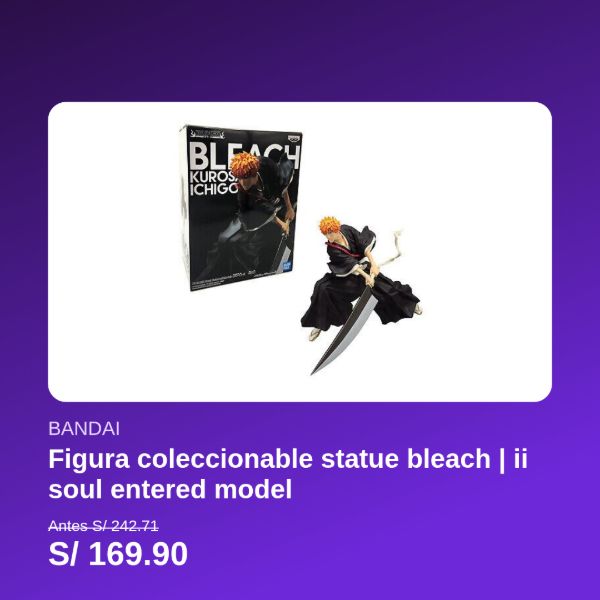 BLEACH
KUROSA
ICHIGO
BANDAI
Figura coleccionable statue bleach | ii
soul entered model
Antes S/ 242.71
S/ 169.90